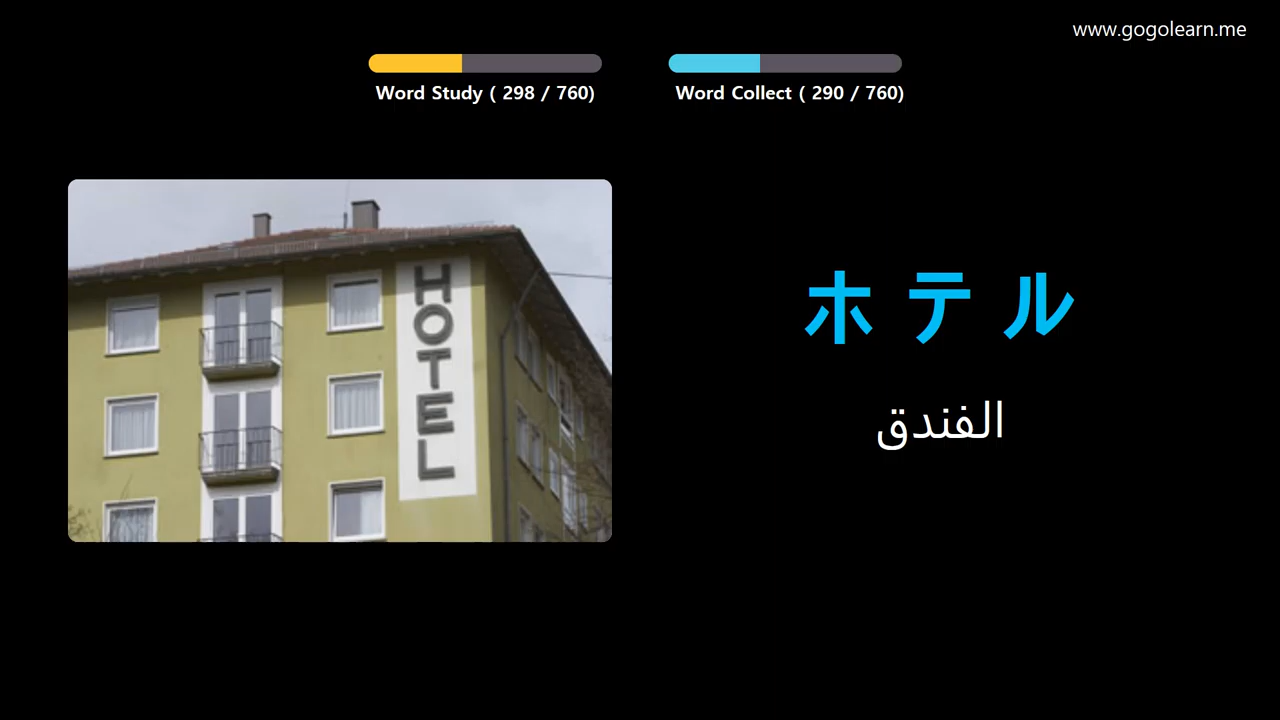 www.gogolearn.me
Word Study ( 298 / 760)
Word Collect ( 290 / 760)
HOTEL
ホテル
الفندق